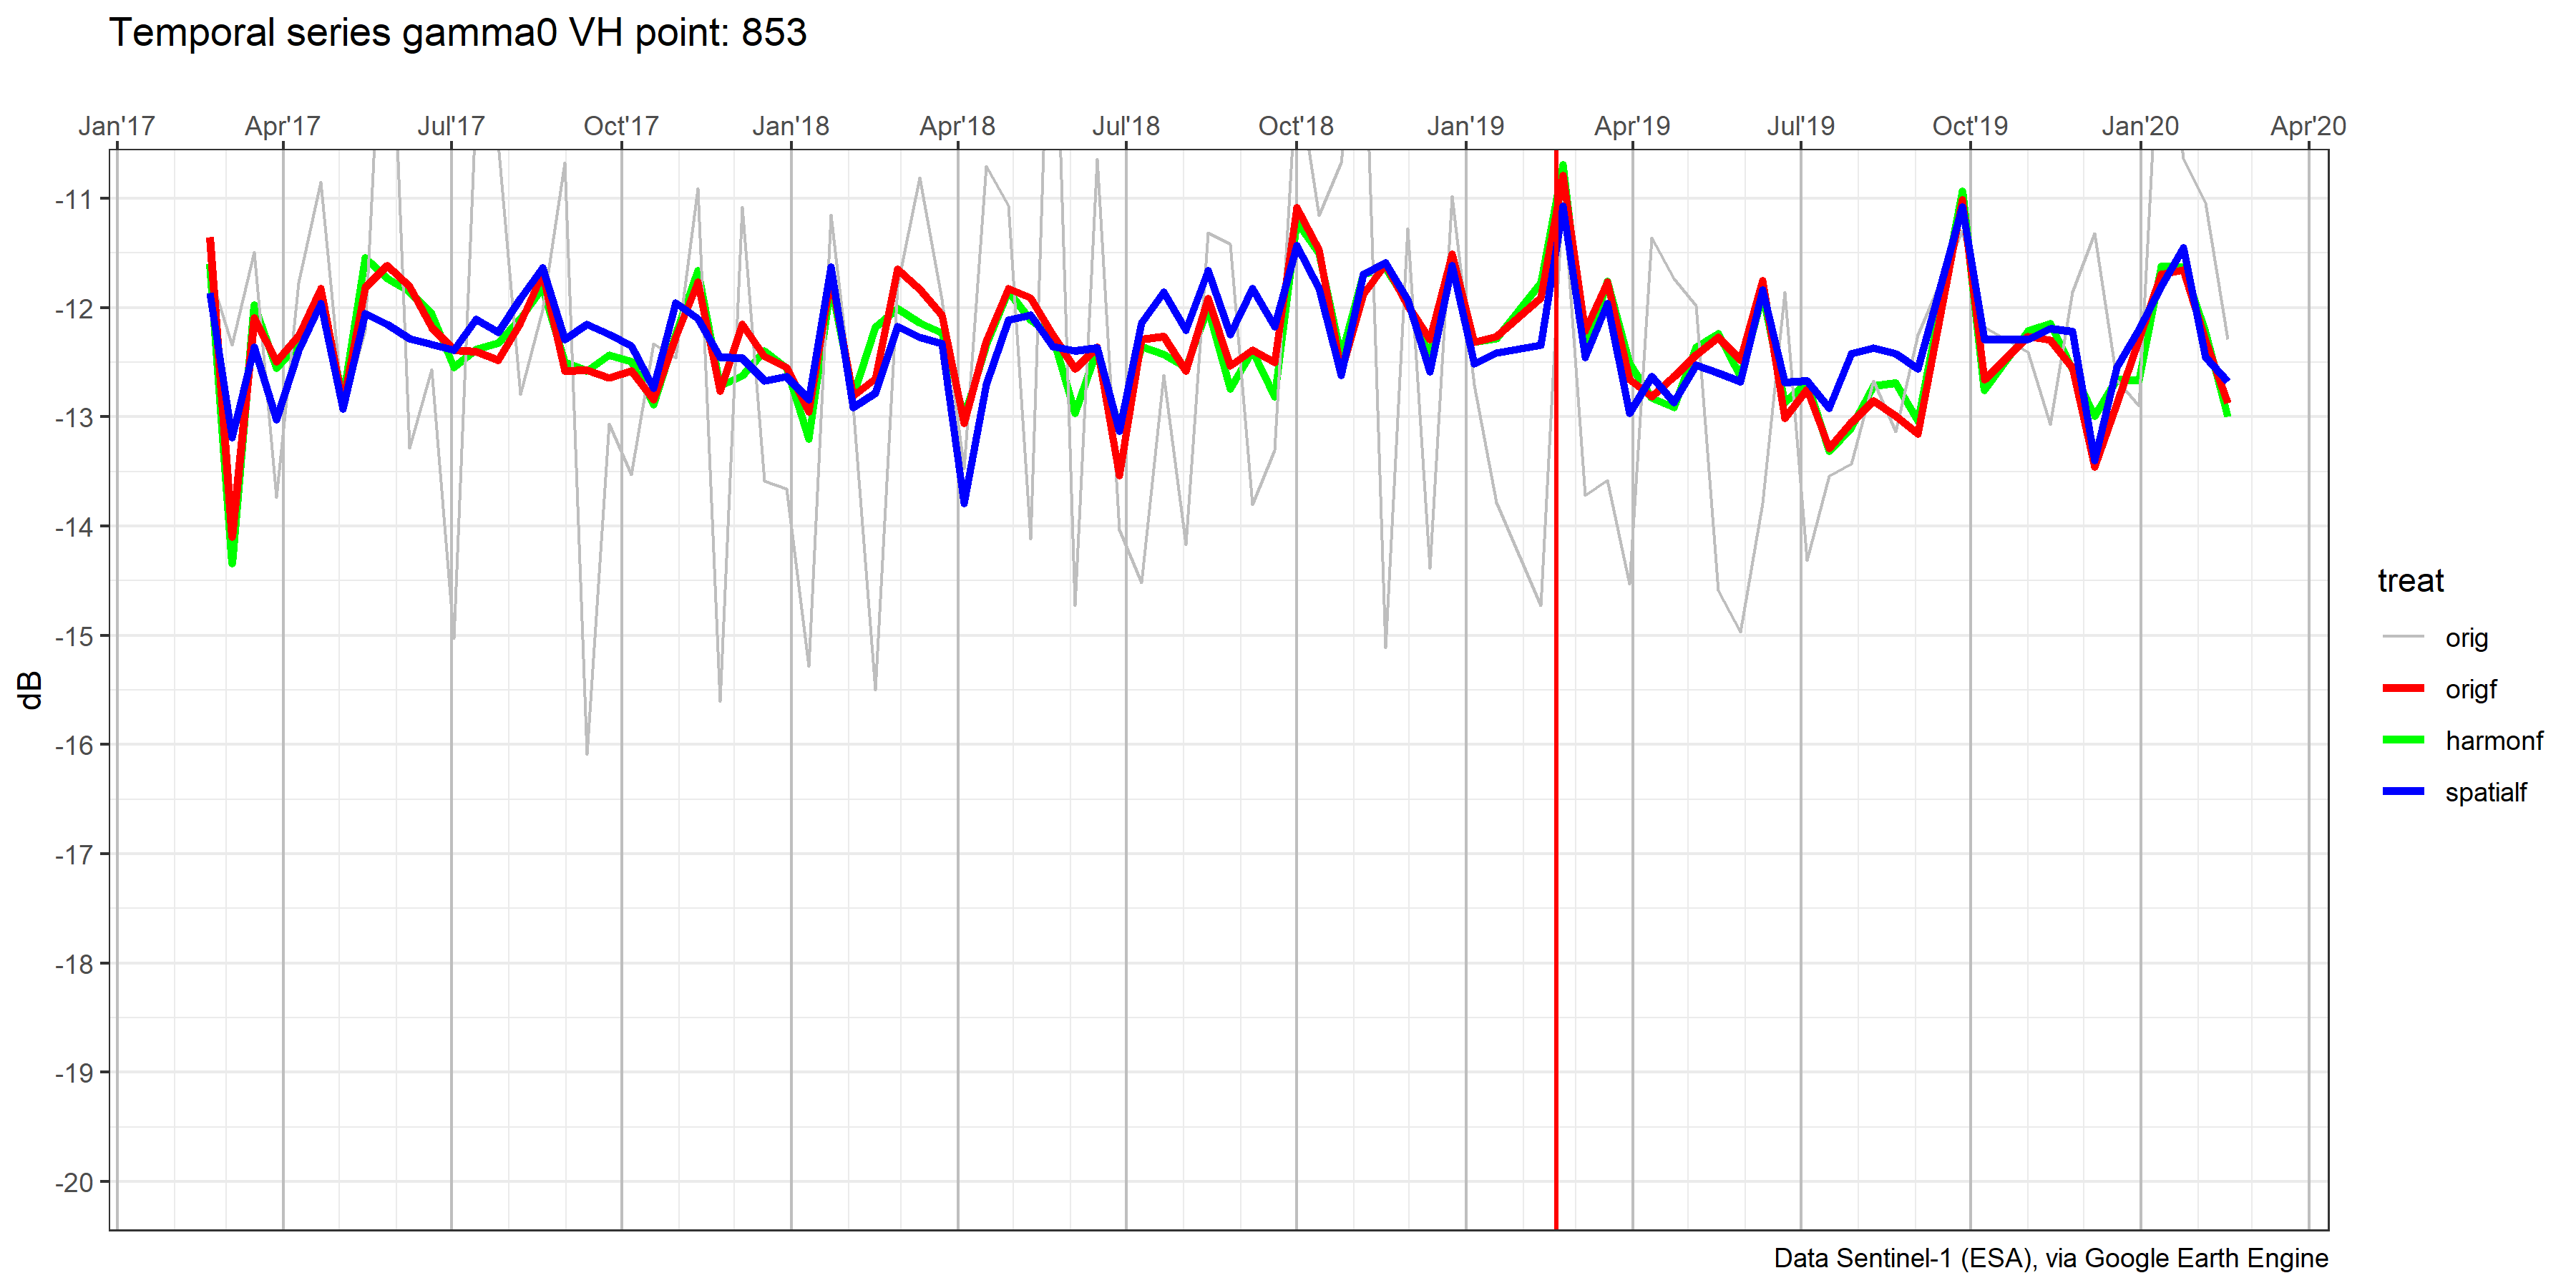 Temporal series gamma0 VH point: 853
Jan'17 Apr'17 Jul'17 Oct'17 Jan'18 Apr'18 Jul'18 Oct'18 Jan'19 Apr'19 Jul'19 Oct'19 Jan'20 Apr'20
-11
-12
-13
-14
-15
-16
-17
-18
-19
-20
dB
treat
orig
origf
harmonf
spatialf
Data Sentinel-1 (ESA), via Google Earth Engine